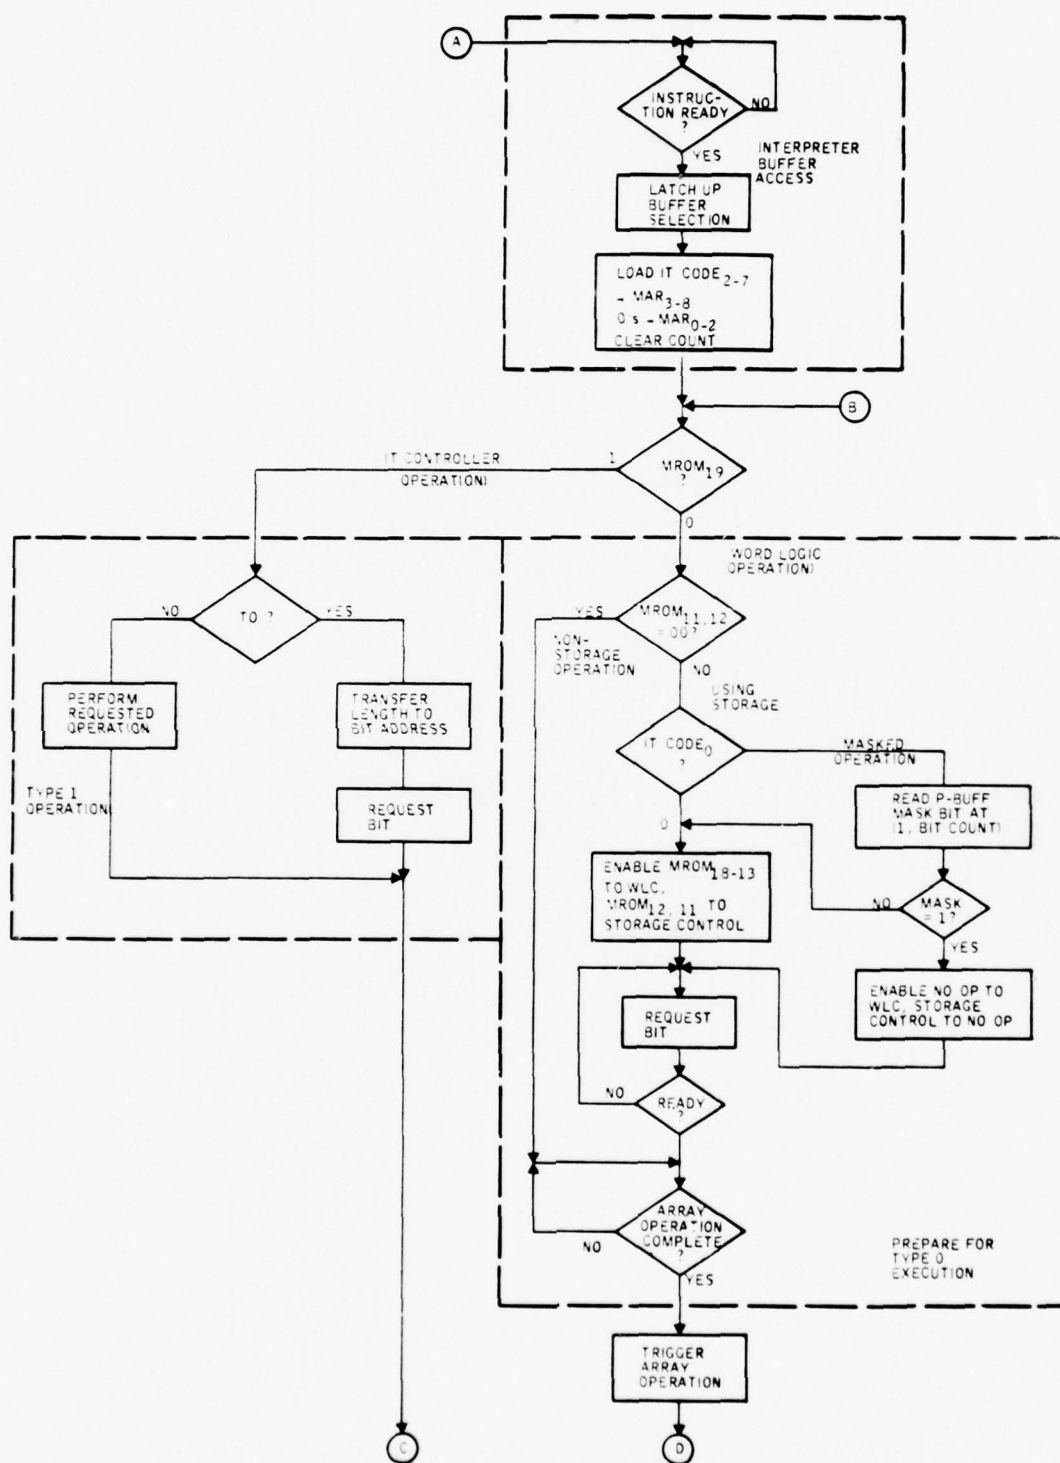 A
INSTRUC-
TION READY
?
NO
YES
INTERPRETER
BUFFER
ACCESS
LATCH UP
BUFFER
SELECTION
LOAD IT CODE2-7
– MAR3-8
0's – MAR0-2
CLEAR COUNT
B
(IT CONTROLLER
OPERATION)
1
MROM19
?
0
(WORD LOGIC
OPERATION)
NO
TO ?
YES
YES
MROM11,12
= 00?
NON-
STORAGE
OPERATION
NO
USING
STORAGE
PERFORM
REQUESTED
OPERATION
TRANSFER
LENGTH TO
BIT ADDRESS
IT CODE0
?
MASKED
OPERATION
TYPE 1
OPERATION
REQUEST
BIT
READ P-BUFF
MASK BIT AT
(1, BIT COUNT)
0
ENABLE MROM18-13
TO WLC,
MROM12, 11 TO
STORAGE CONTROL
NO
MASK
= 1?
YES
ENABLE NO OP TO
WLC, STORAGE
CONTROL TO NO OP
REQUEST
BIT
NO
READY
?
ARRAY
OPERATION
COMPLETE
?
NO
YES
PREPARE FOR
TYPE 0
EXECUTION
TRIGGER
ARRAY
OPERATION
C
D